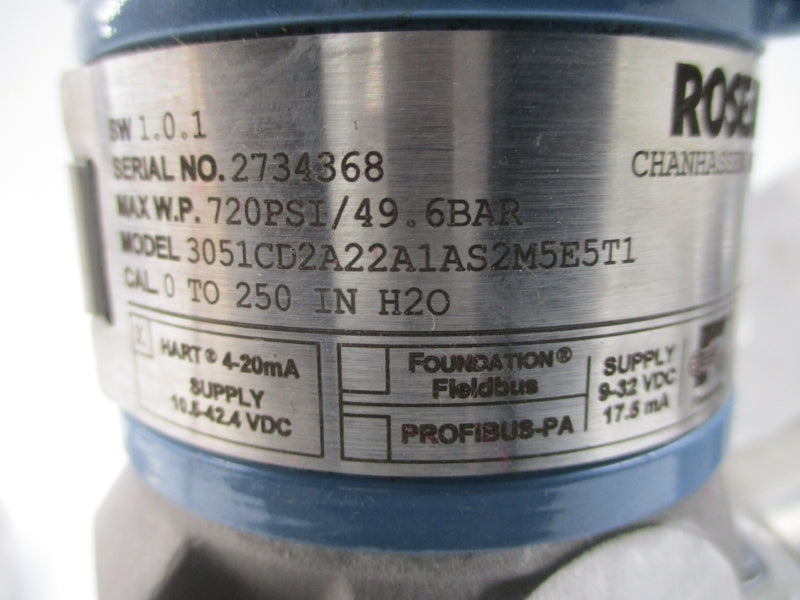 SW 1.0.1
SERIAL NO. 2734368
MAX W.P. 720PSI/49.6BAR
MODEL 3051CD2A22A1AS2M5E5T1
CAL 0 TO 250 IN H2O
X HART® 4-20mA
SUPPLY
10.5-42.4 VDC
FOUNDATION®
Fieldbus
PROFIBUS-PA
SUPPLY
9-32 VDC
17.5 mA